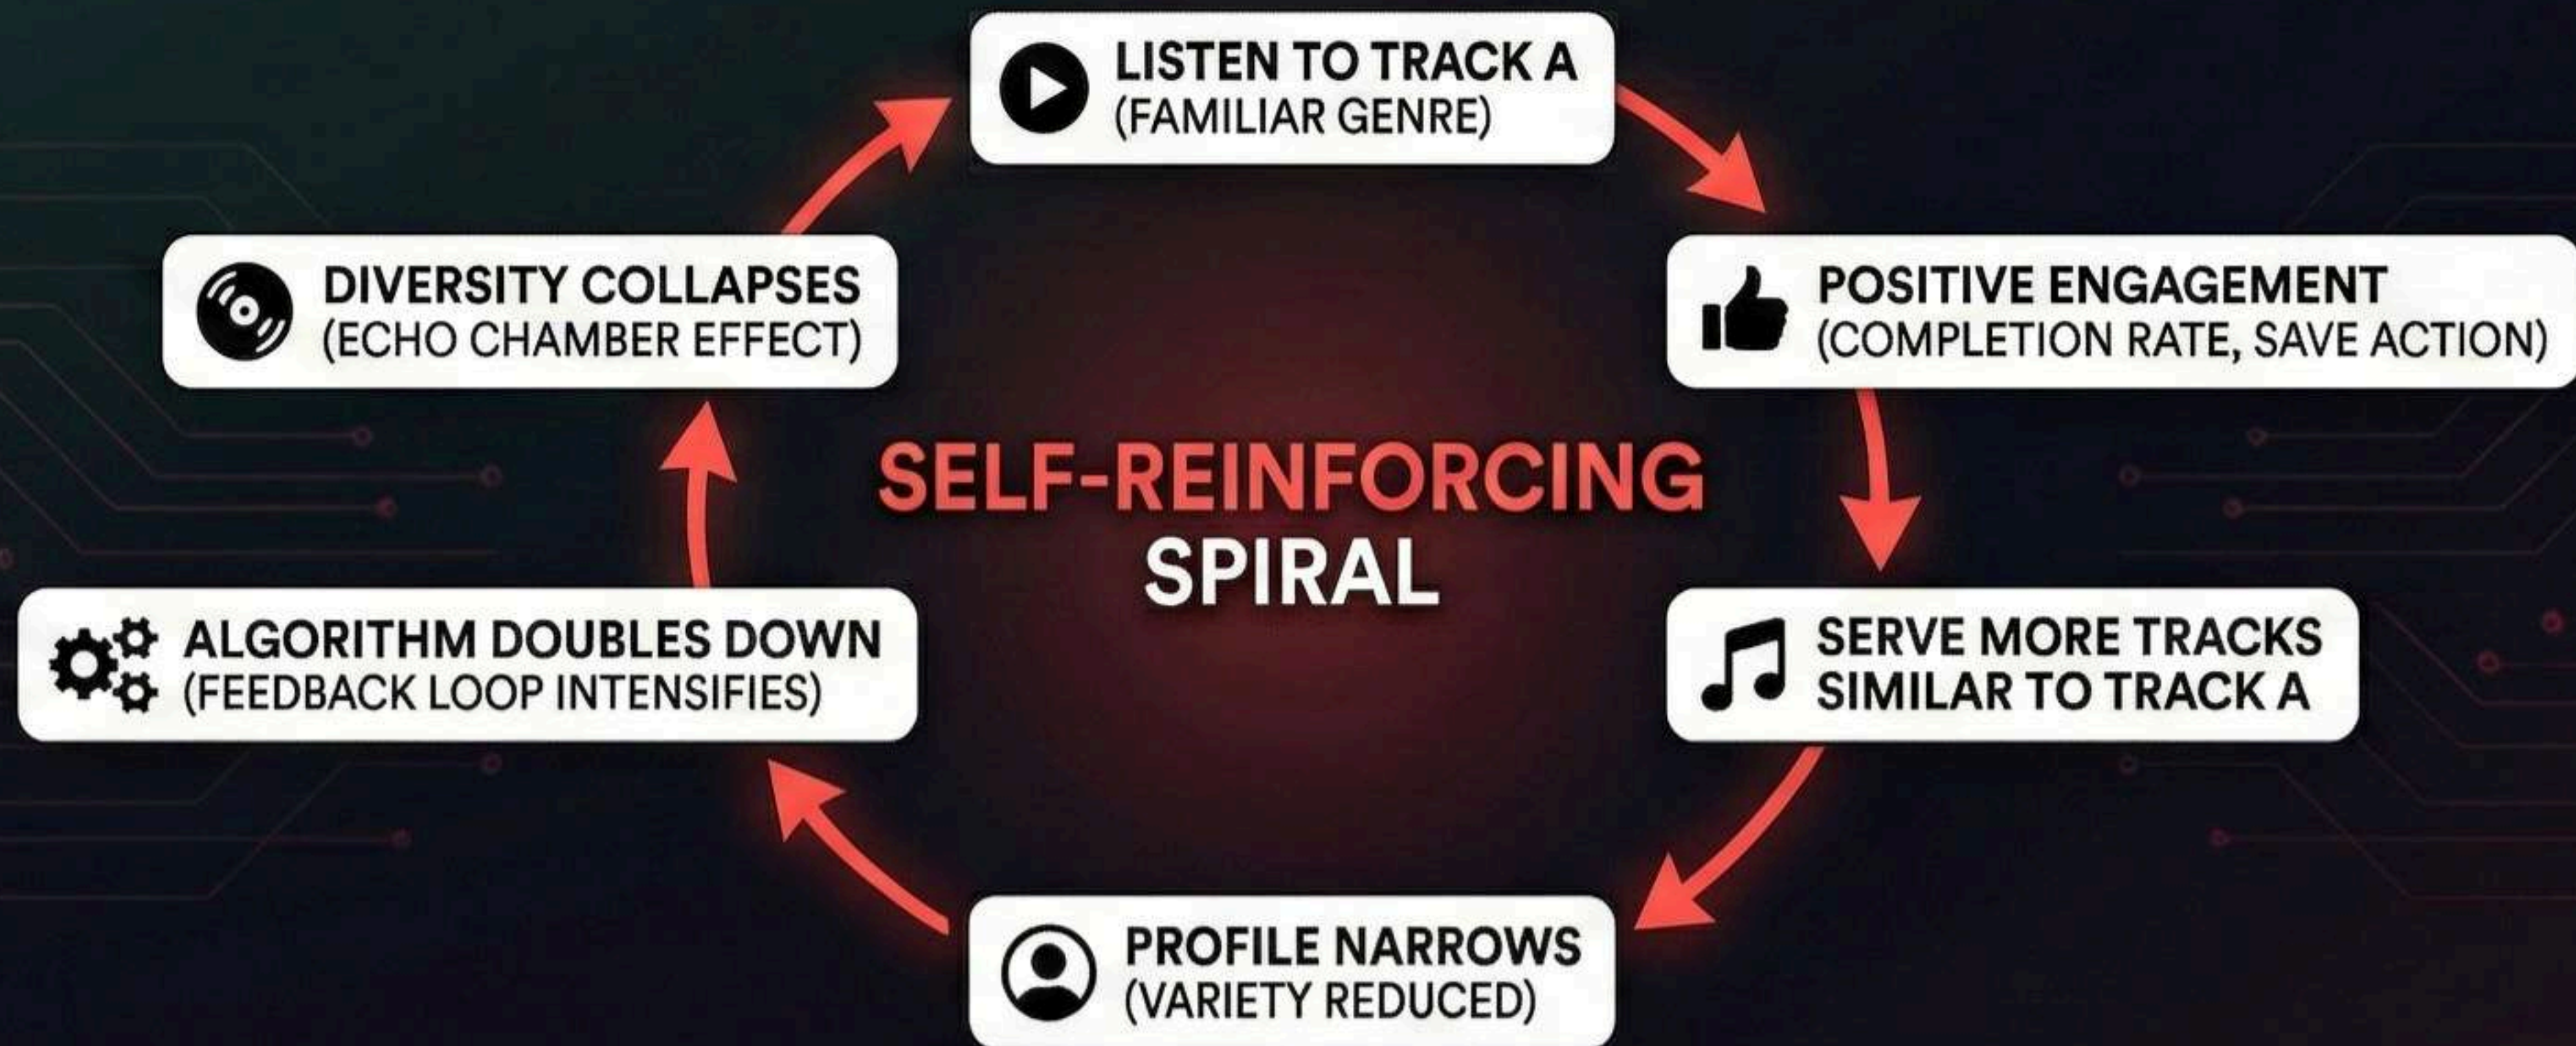 LISTEN TO TRACK A
(FAMILIAR GENRE)
POSITIVE ENGAGEMENT
(COMPLETION RATE, SAVE ACTION)
SERVE MORE TRACKS
SIMILAR TO TRACK A
PROFILE NARROWS
(VARIETY REDUCED)
ALGORITHM DOUBLES DOWN
(FEEDBACK LOOP INTENSIFIES)
DIVERSITY COLLAPSES
(ECHO CHAMBER EFFECT)
SELF-REINFORCING
SPIRAL